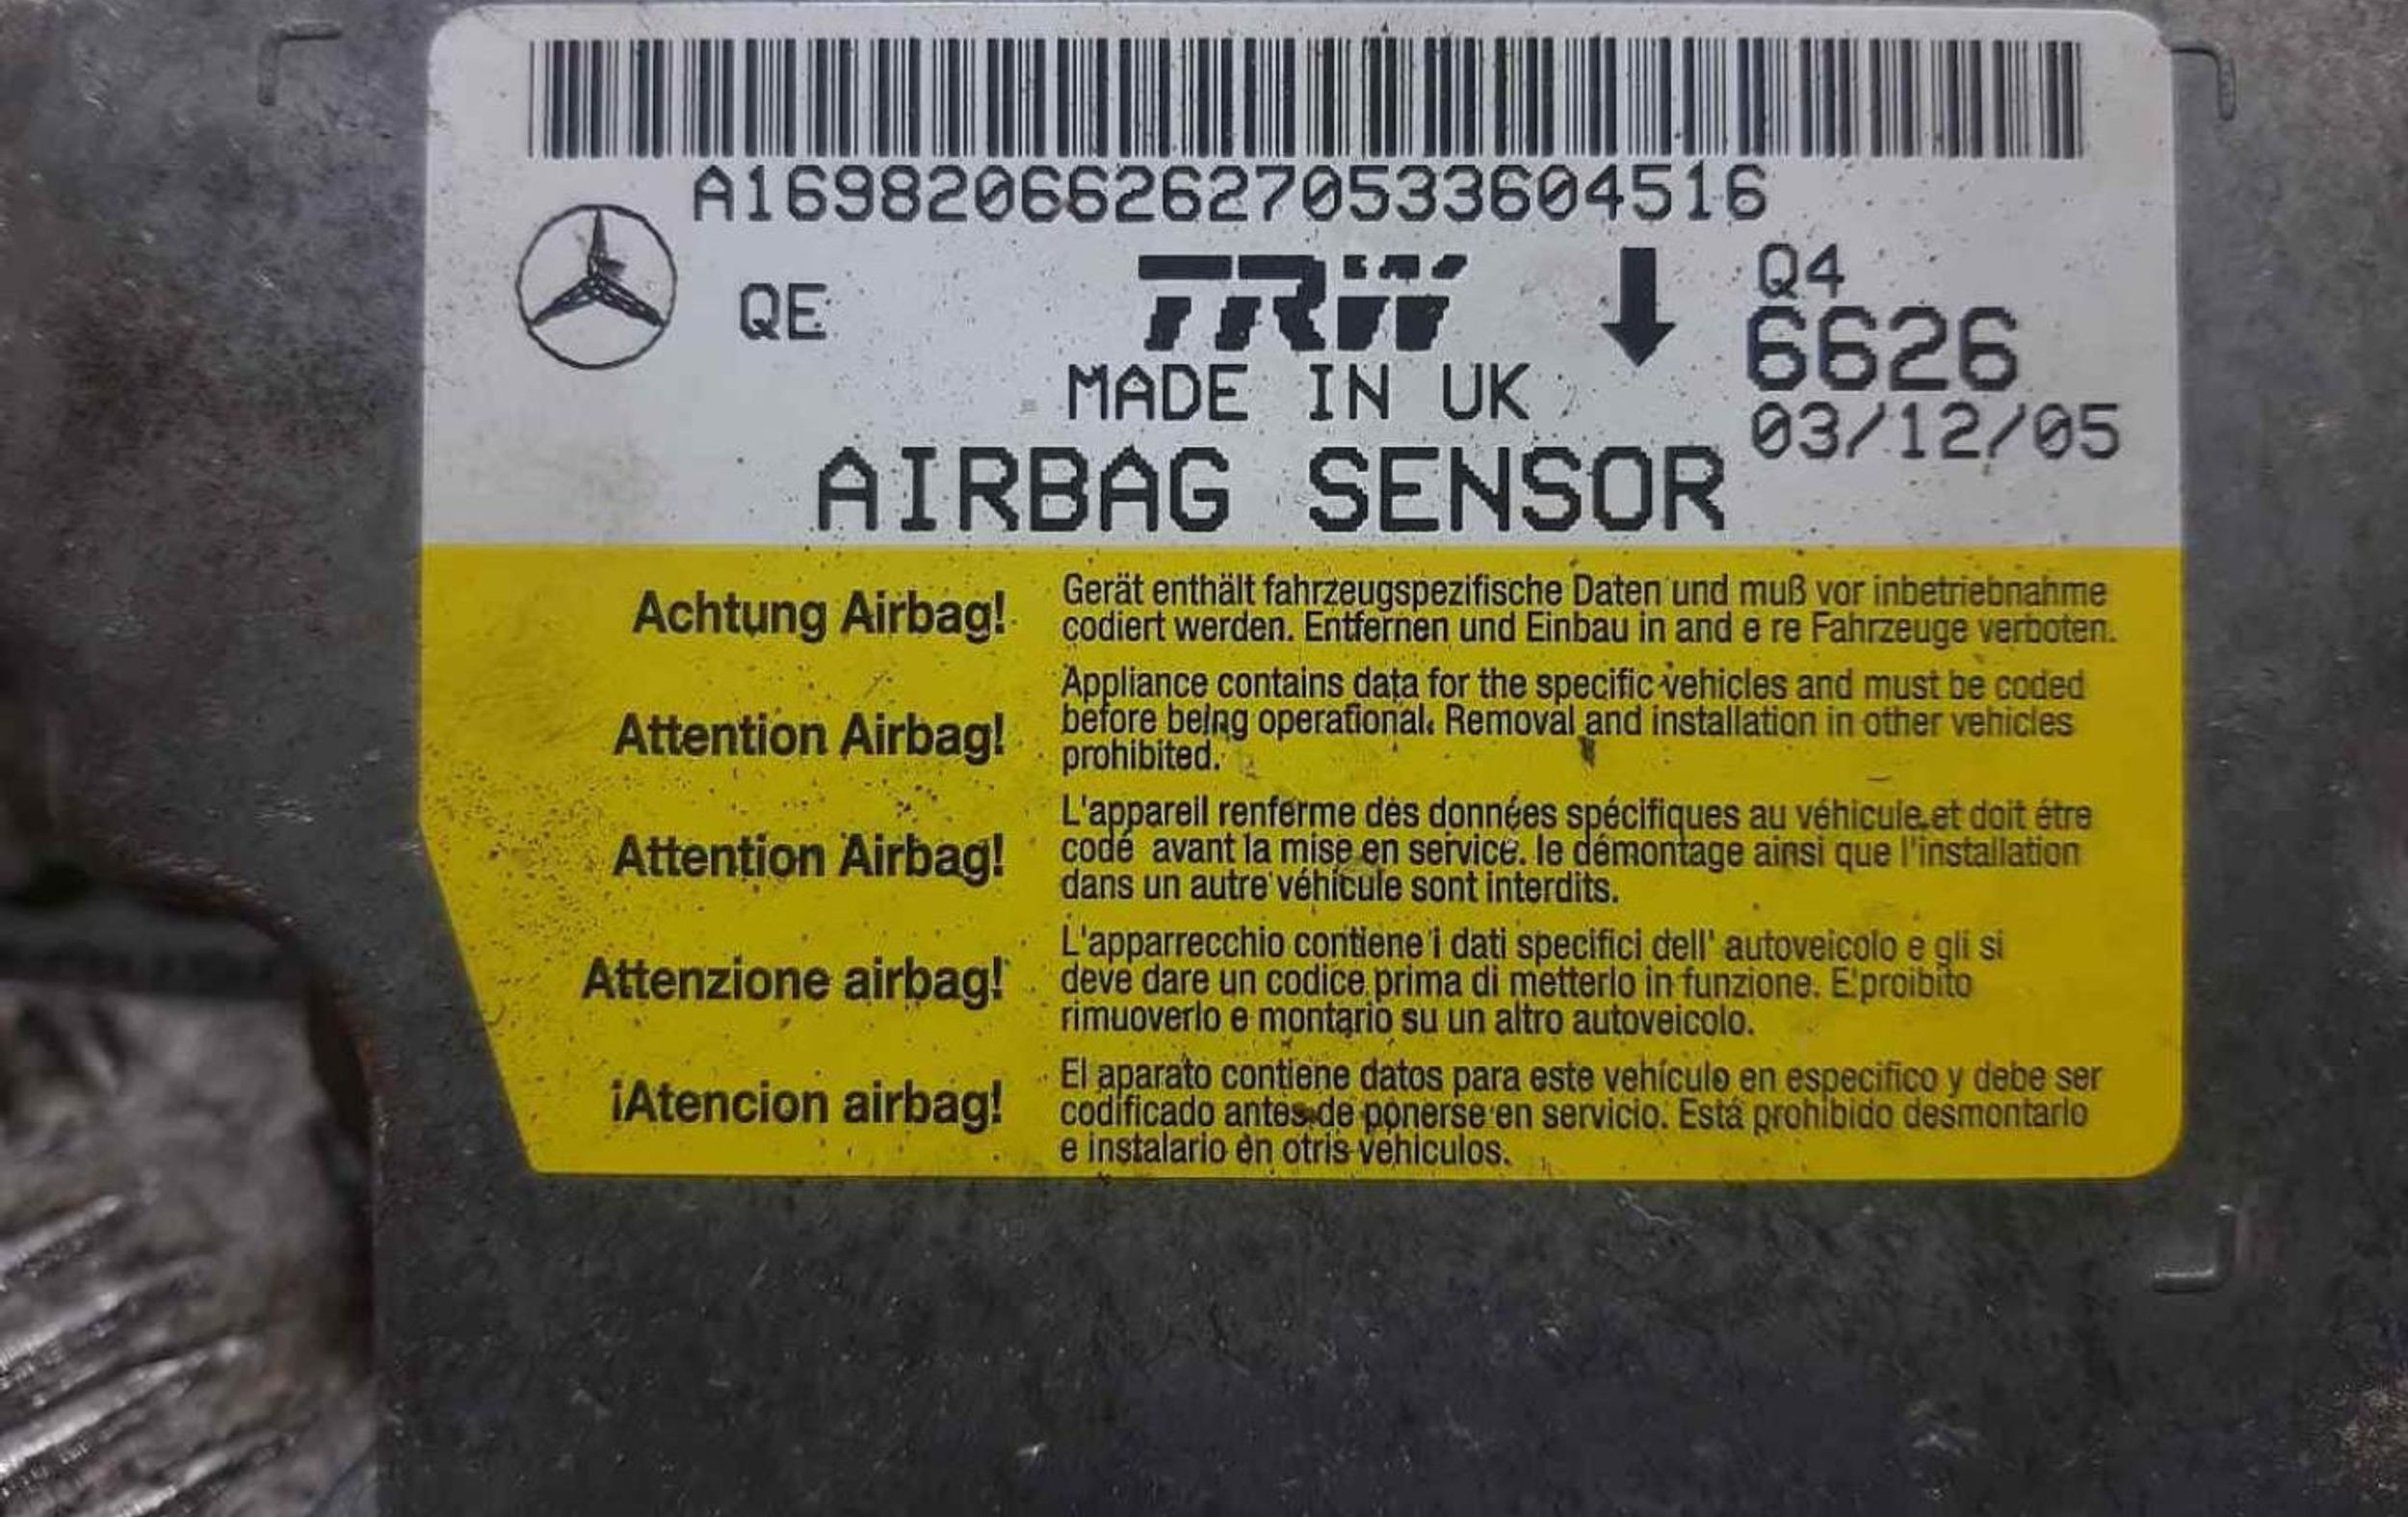 A1698206626270533604516
QE
TRW
Q4
6626
MADE IN UK
03/12/05
AIRBAG SENSOR
Achtung Airbag!
Gerät enthält fahrzeugspezifische Daten und muß vor inbetriebnahme
codiert werden. Entfernen und Einbau in and e re Fahrzeuge verboten.
Attention Airbag!
Appliance contains data for the specific vehicles and must be coded
before being operational. Removal and installation in other vehicles
prohibited.
Attention Airbag!
L'appareil renferme des données spécifiques au véhicule et doit étre
codé avant la mise en service. le démontage ainsi que l'installation
dans un autre véhicule sont interdits.
Attenzione airbag!
L'apparrecchio contiene i dati specifici dell' autoveicolo e gli si
deve dare un codice prima di metterlo in funzione. E'proibito
rimuoverlo e montario su un altro autoveicolo.
¡Atencion airbag!
El aparato contiene datos para este vehículo en especifico y debe ser
codificado antes de ponerse en servicio. Está prohibido desmontarlo
e instalario en otris vehiculos.